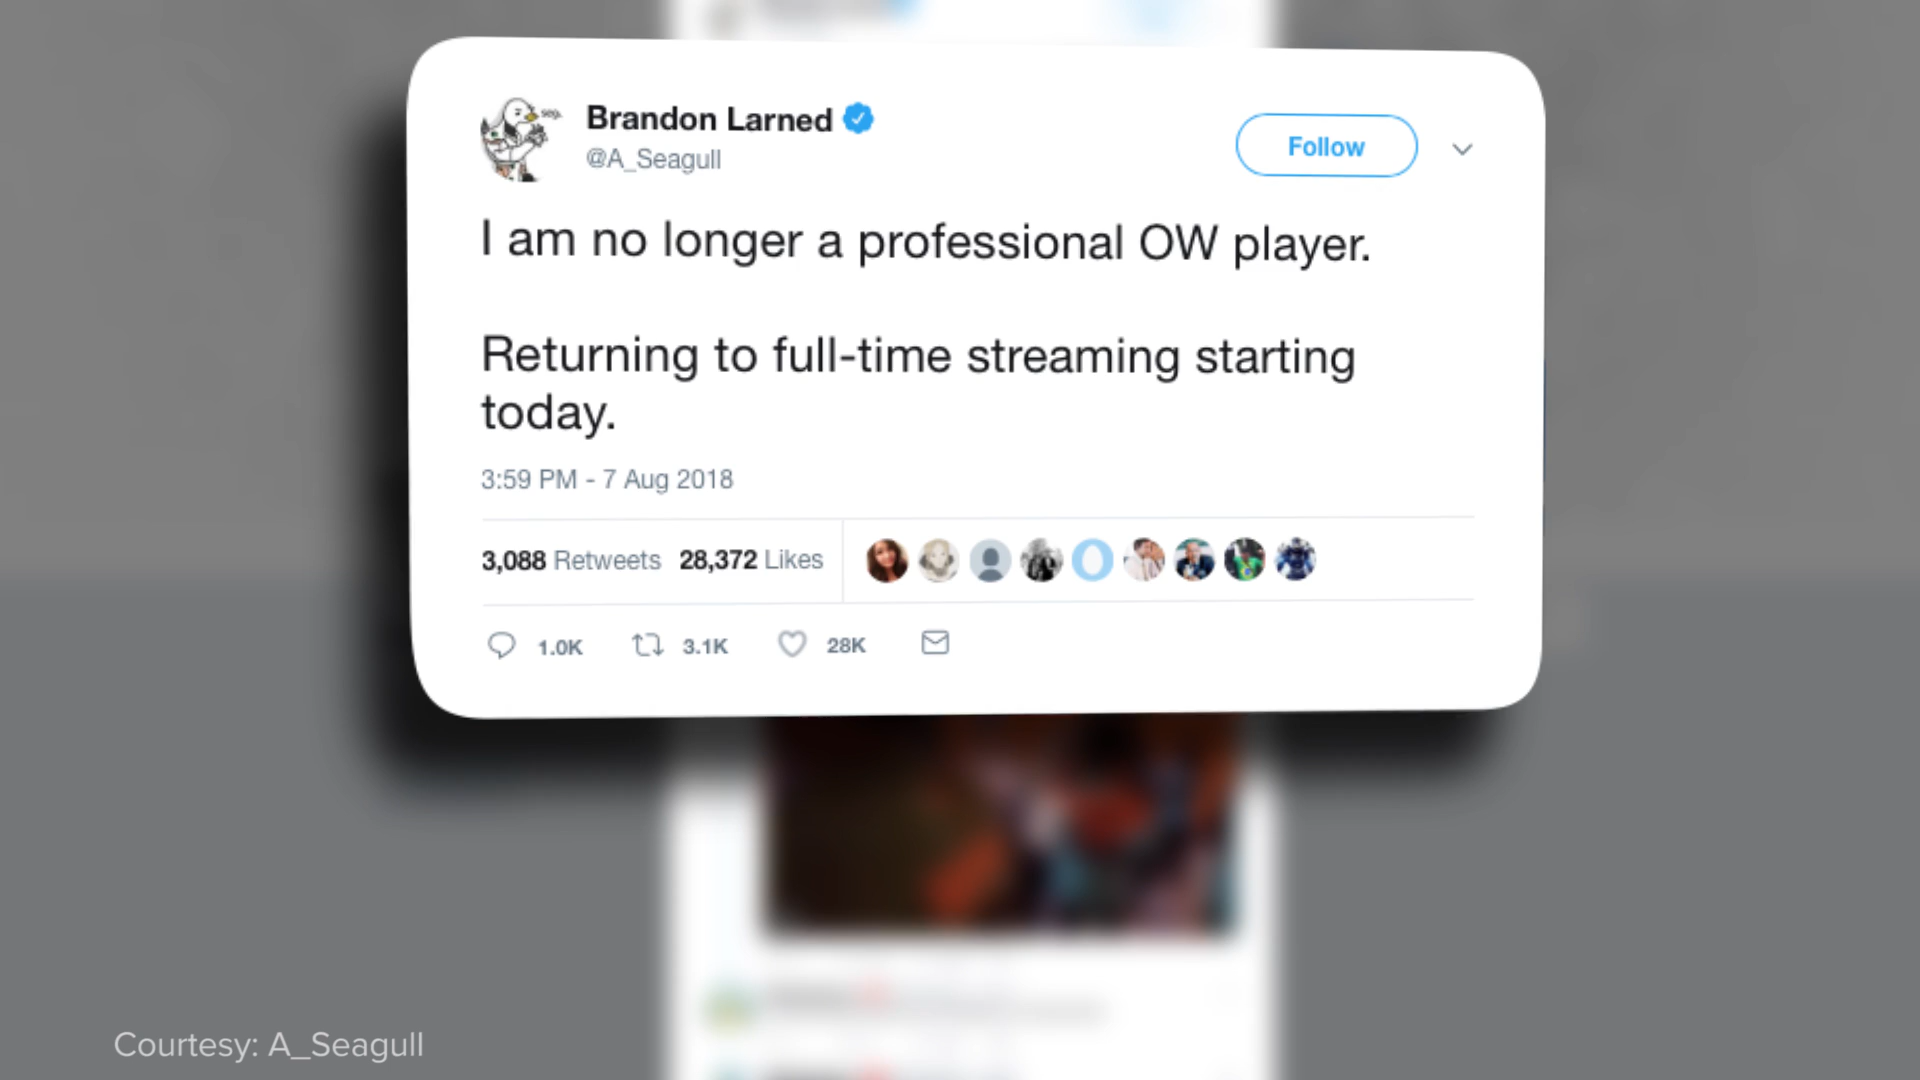 Brandon Larned
@A_Seagull
Follow
I am no longer a professional OW player.
Returning to full-time streaming starting
today.
3:59 PM - 7 Aug 2018
3,088 Retweets 28,372 Likes
1.0K 3.1K 28K
Courtesy: A_Seagull